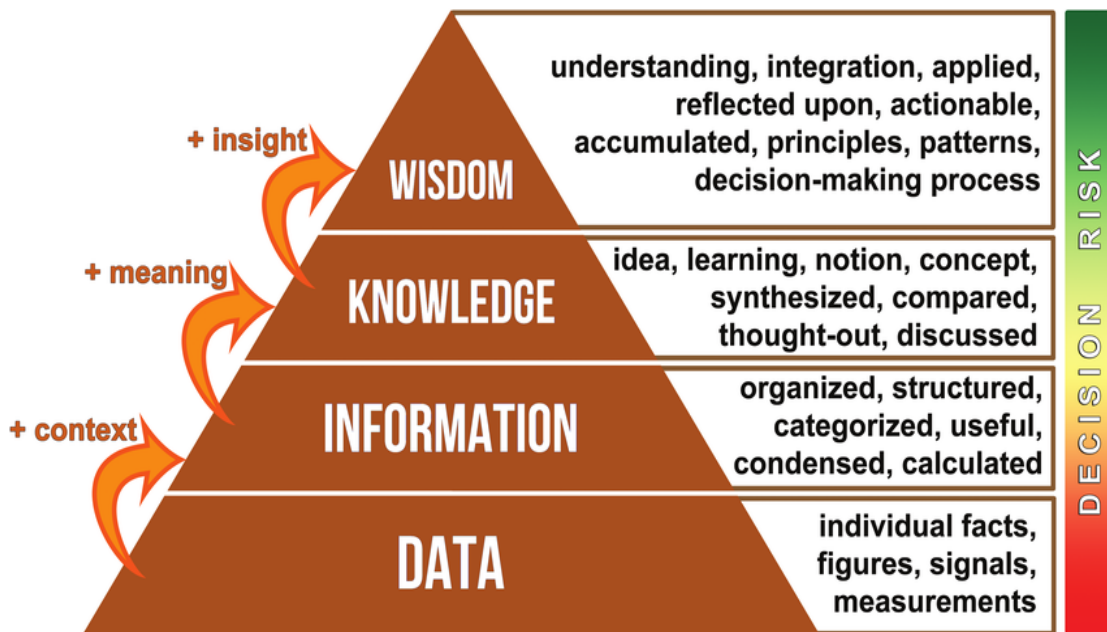 understanding, integration, applied,
reflected upon, actionable,
accumulated, principles, patterns,
decision-making process
+ insight
WISDOM
idea, learning, notion, concept,
synthesized, compared,
thought-out, discussed
+ meaning
KNOWLEDGE
organized, structured,
categorized, useful,
condensed, calculated
+ context
INFORMATION
individual facts,
figures, signals,
measurements
DATA
DECISION RISK